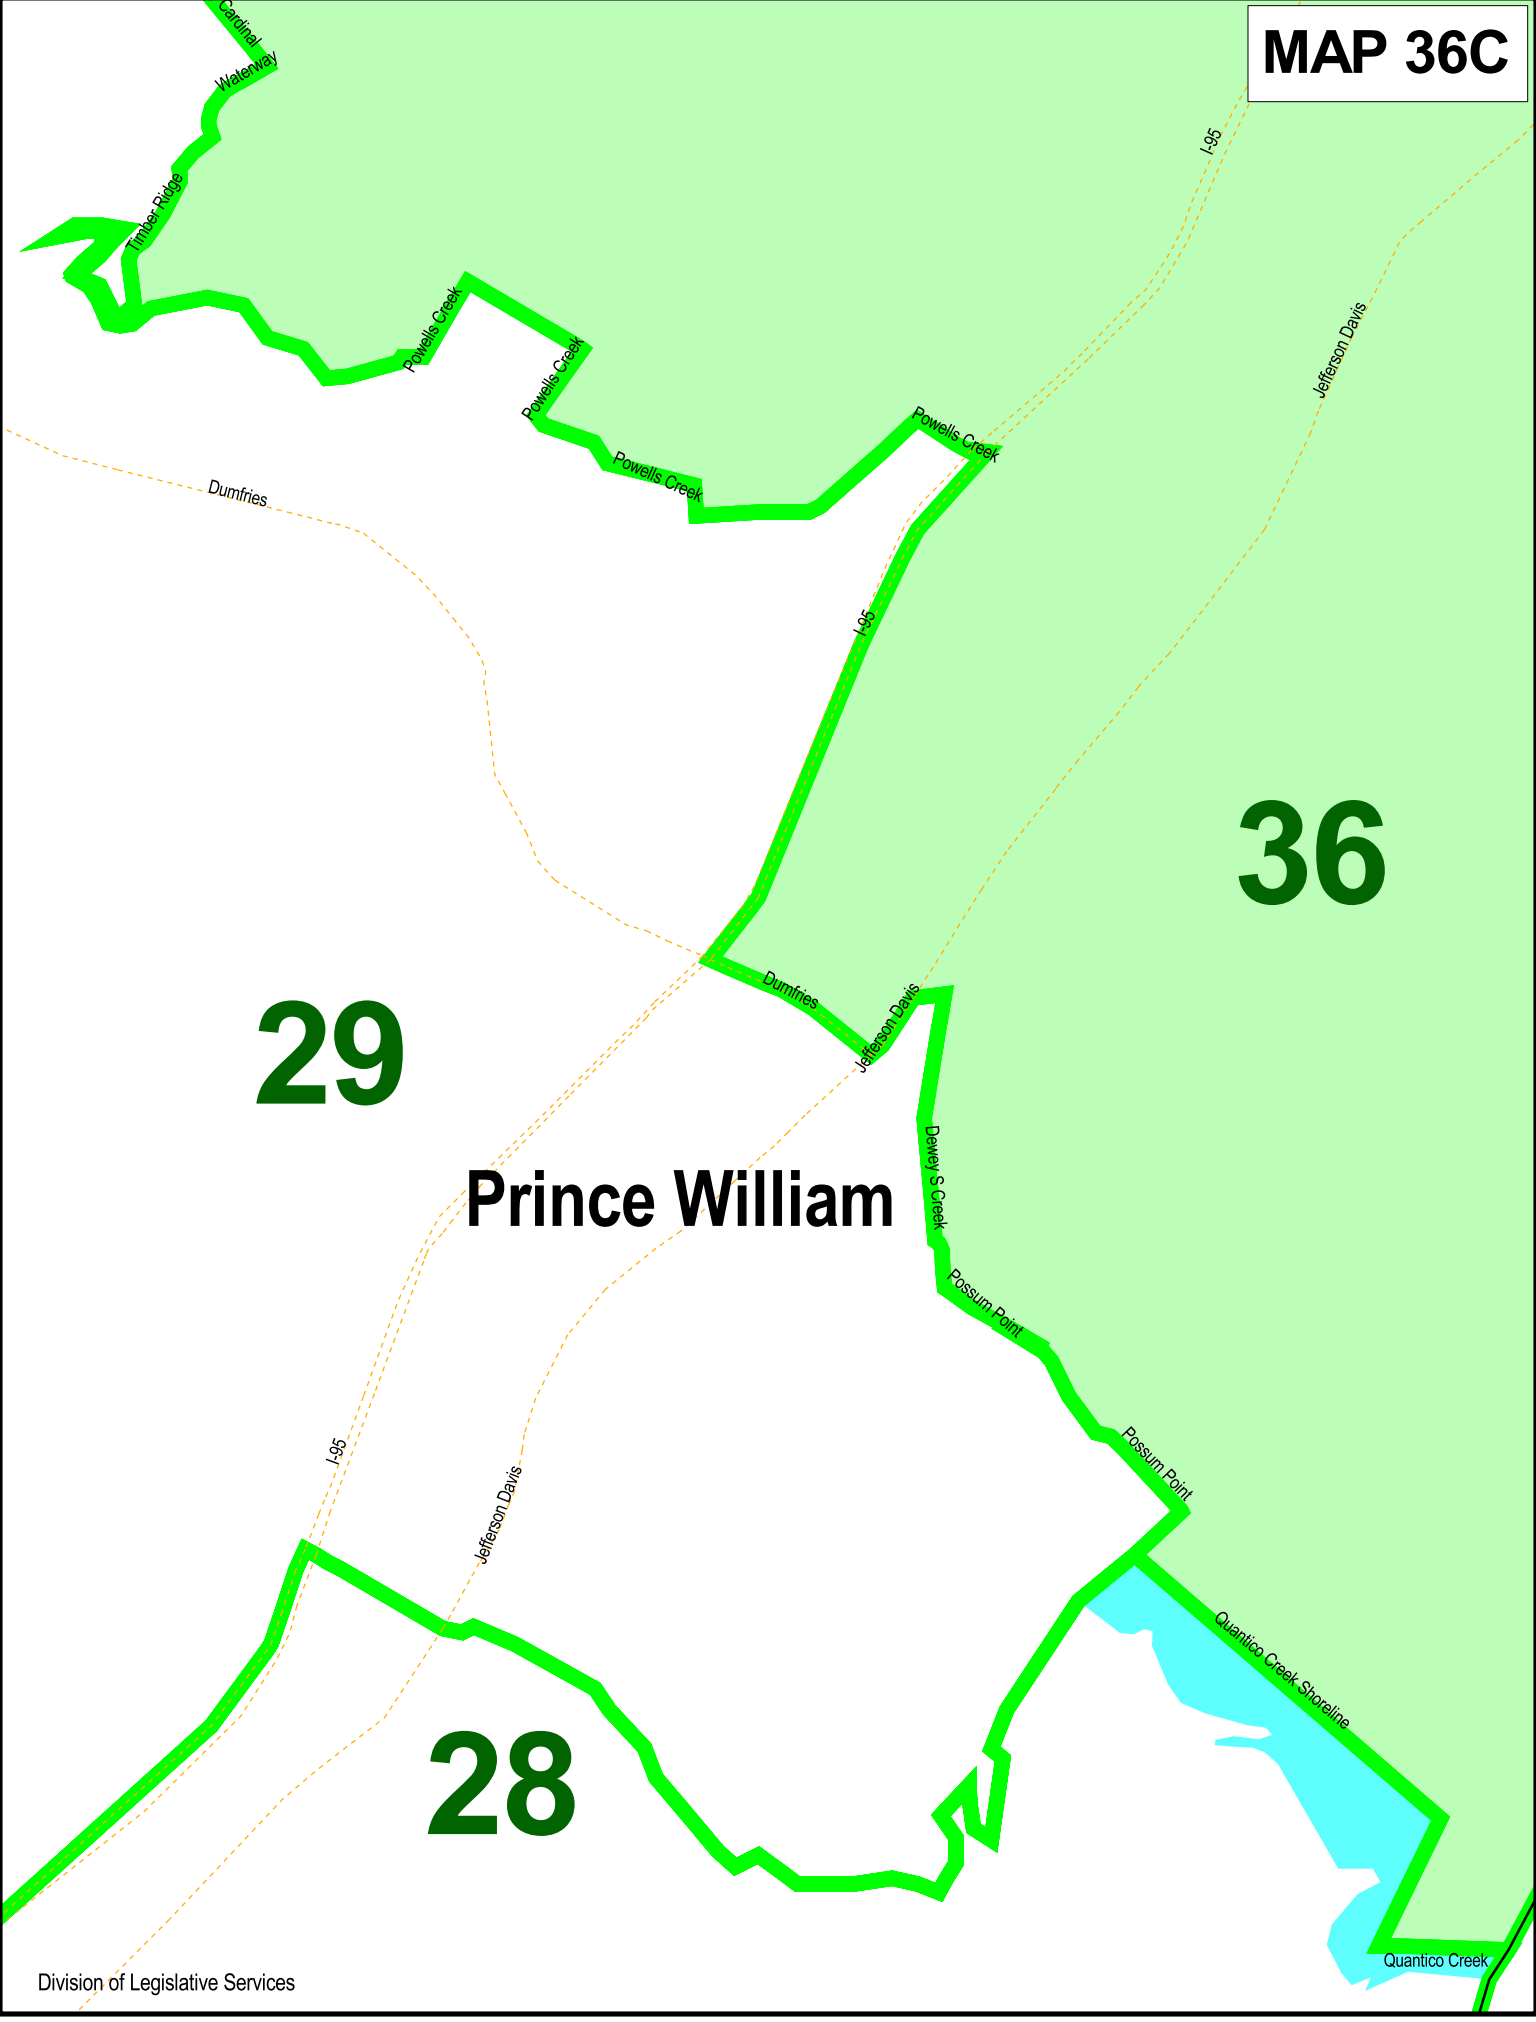 Cardinal
MAP 36C
Waterway
I-95
Timber Ridge
Powells Creek
Jefferson Davis
Powells Creek
Powells Creek
Powells Creek
Dumfries
I-95
36
Dumfries
Jefferson Davis
29
Dewey S Creek
Prince William
Possum Point
I-95
Possum Point
Jefferson Davis
Quantico Creek Shoreline
28
Quantico Creek
Division of Legislative Services